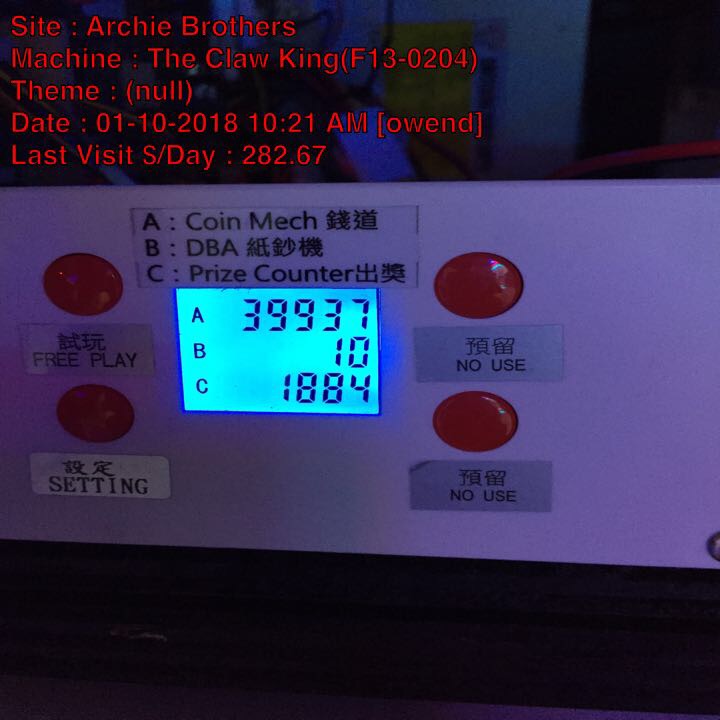 Site : Archie Brothers
Machine : The Claw King(F13-0204)
Theme : (null)
Date : 01-10-2018 10:21 AM [owend]
Last Visit S/Day : 282.67
A : Coin Mech 錢道
B : DBA 紙鈔機
C : Prize Counter出獎
A 39937
B 10
C 1884
試玩
FREE PLAY
預留
NO USE
設定
SETTING
預留
NO USE